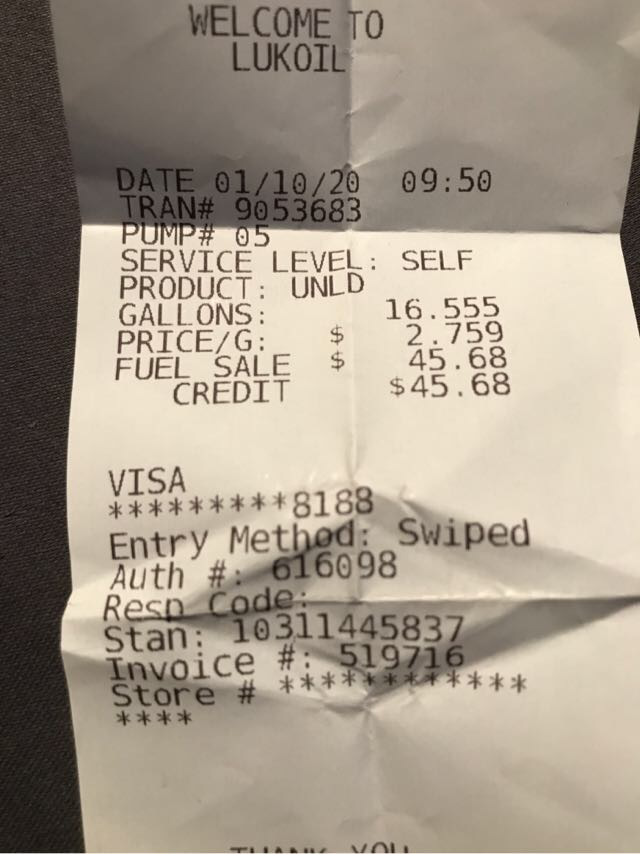 WELCOME TO
LUKOIL
DATE 01/10/20 09:50
TRAN# 9053683
PUMP# 05
SERVICE LEVEL: SELF
PRODUCT: UNLD
GALLONS: 16.555
PRICE/G: $ 2.759
FUEL SALE $ 45.68
CREDIT $45.68
VISA
*********8188
Entry Method: Swiped
Auth #: 616098
Resp Code:
Stan: 10311445837
Invoice #: 519716
Store # ************
****
THANK YOU